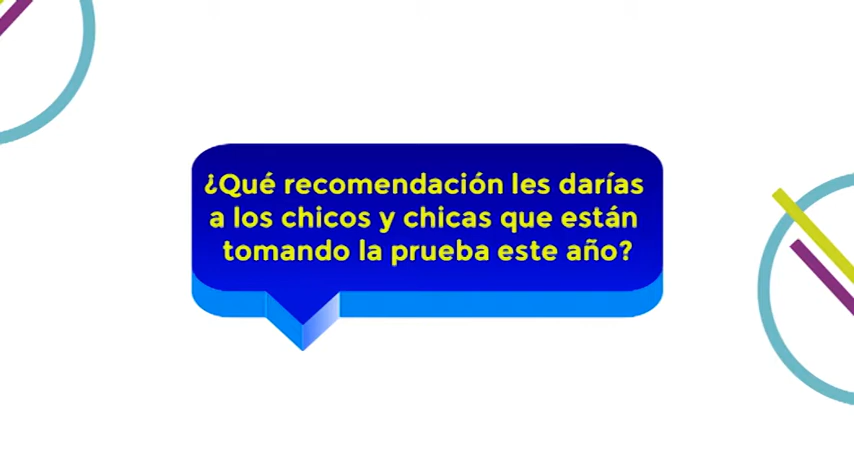 ¿Qué recomendación les darías
a los chicos y chicas que están
tomando la prueba este año?